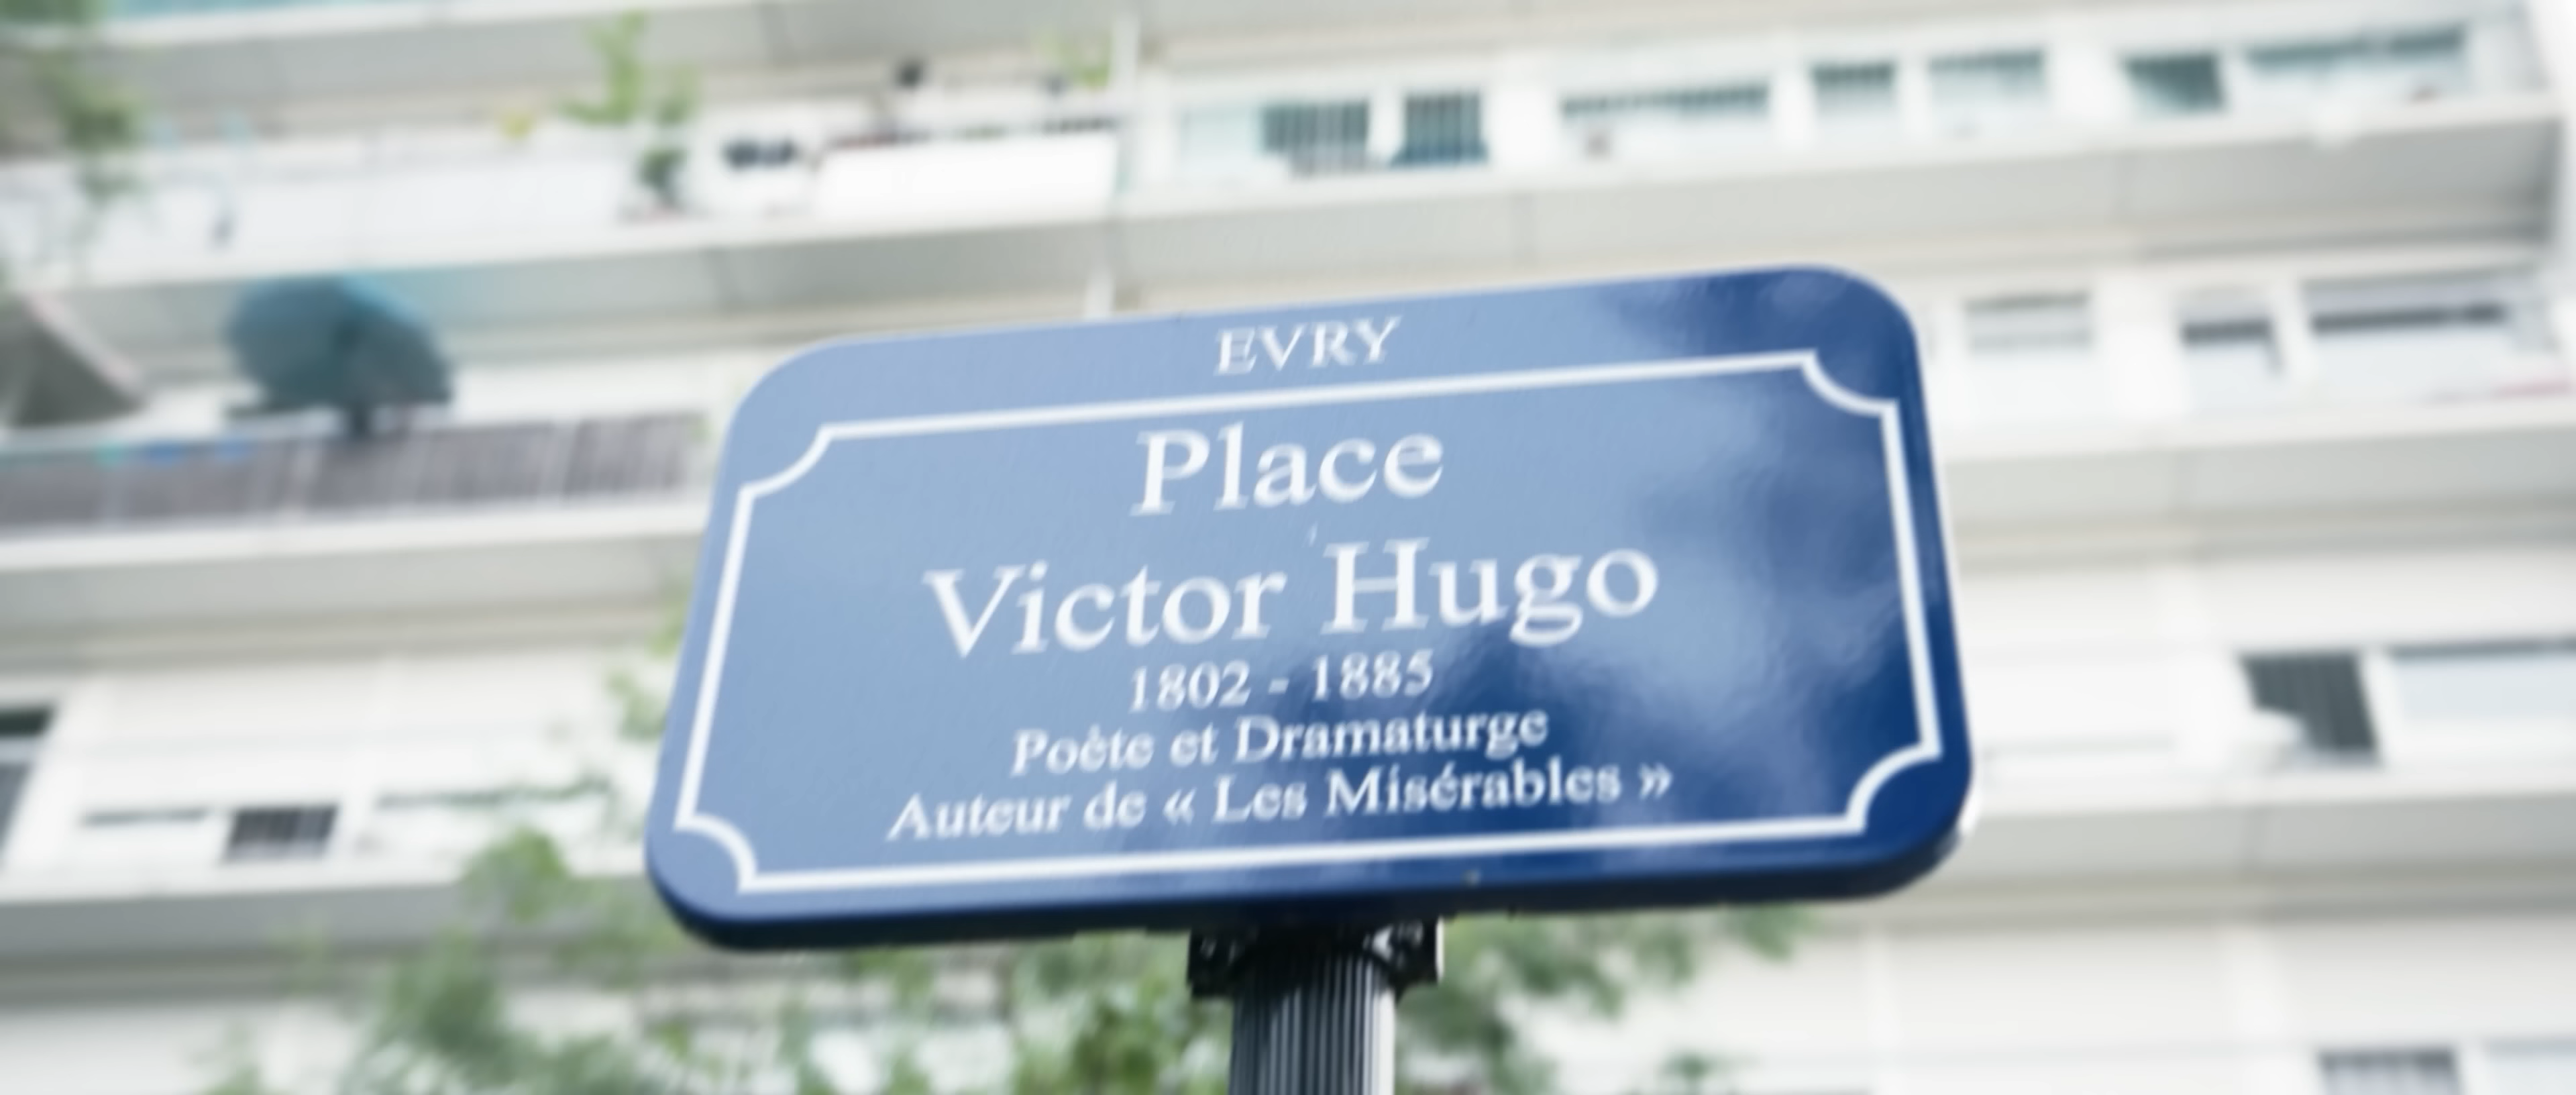 EVRY
Place
Victor Hugo
1802 - 1885
Poète et Dramaturge
Auteur de « Les Misérables »